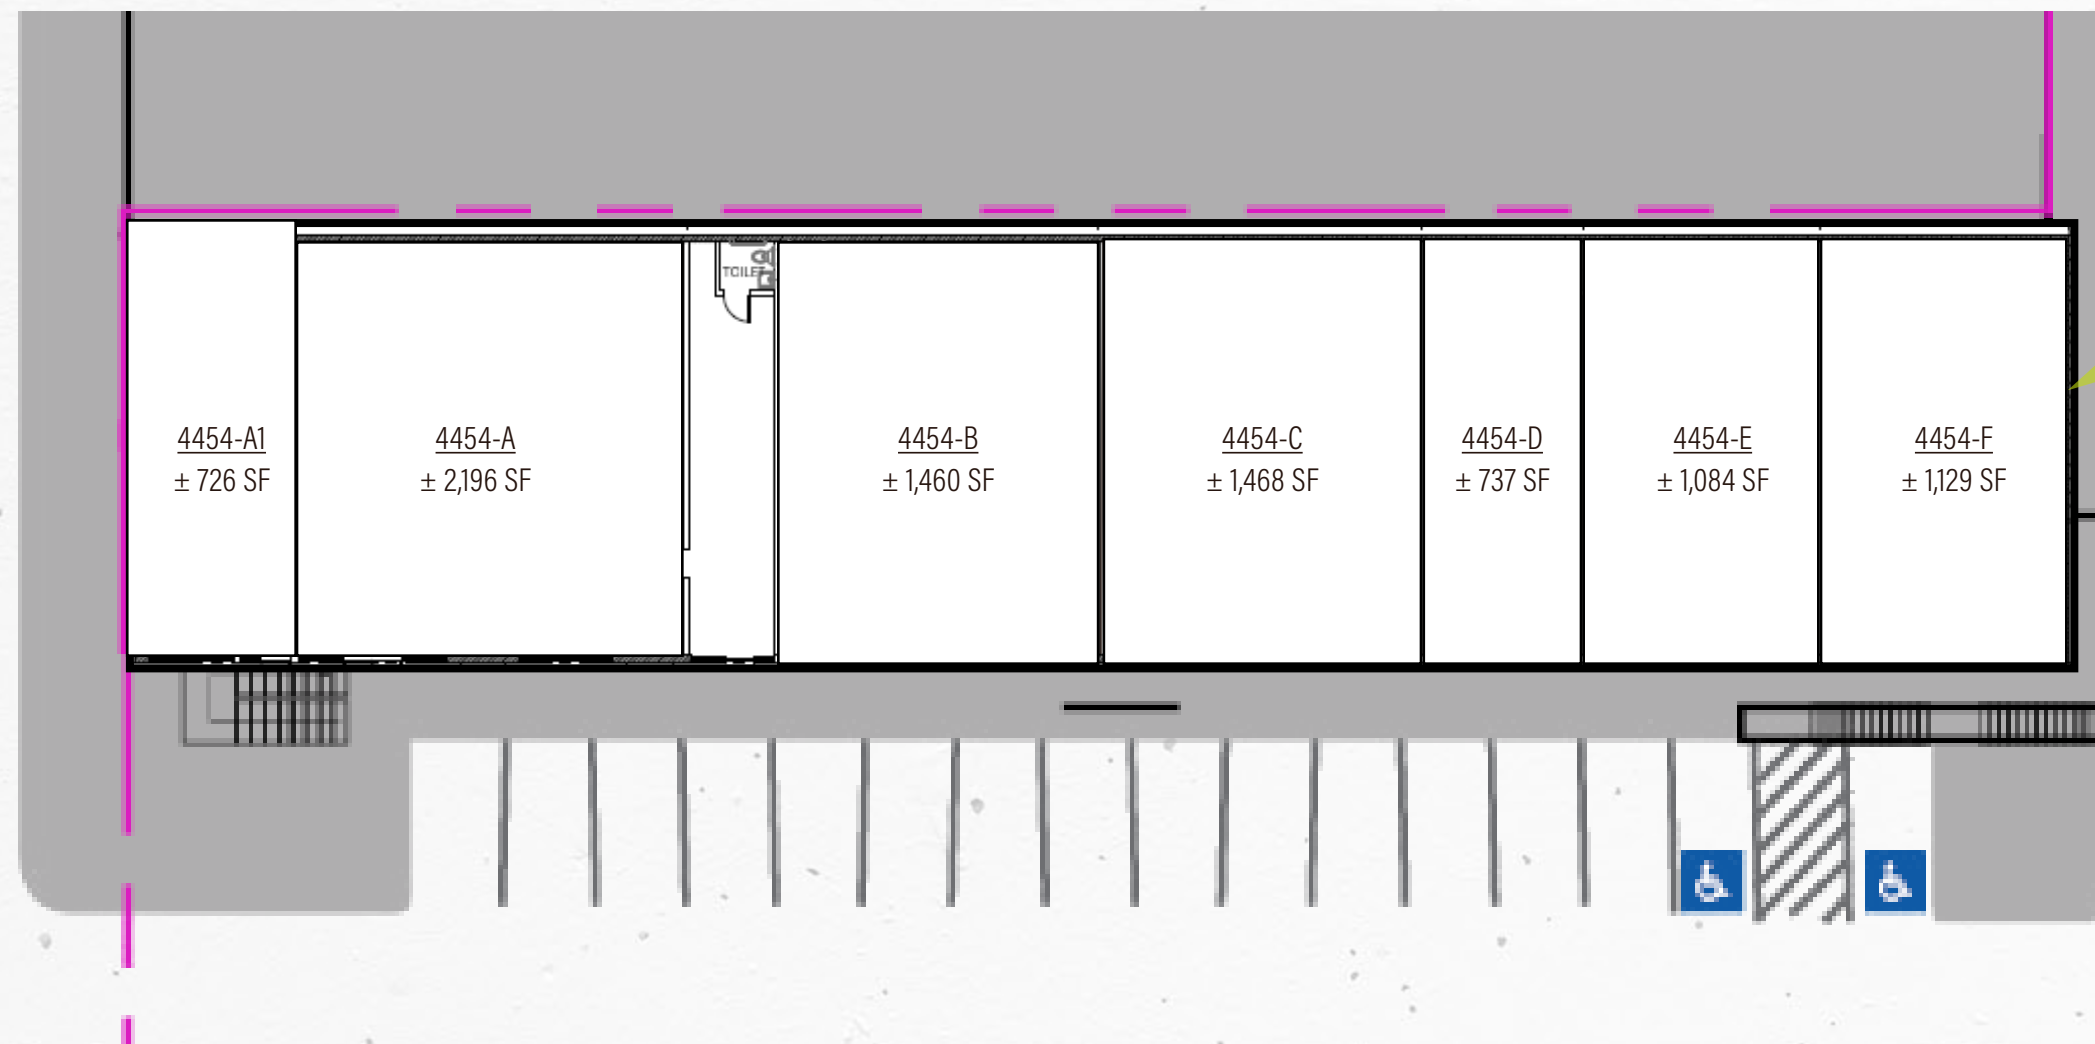 TOILET
4454-A1
± 726 SF
4454-A
± 2,196 SF
4454-B
± 1,460 SF
4454-C
± 1,468 SF
4454-D
± 737 SF
4454-E
± 1,084 SF
4454-F
± 1,129 SF